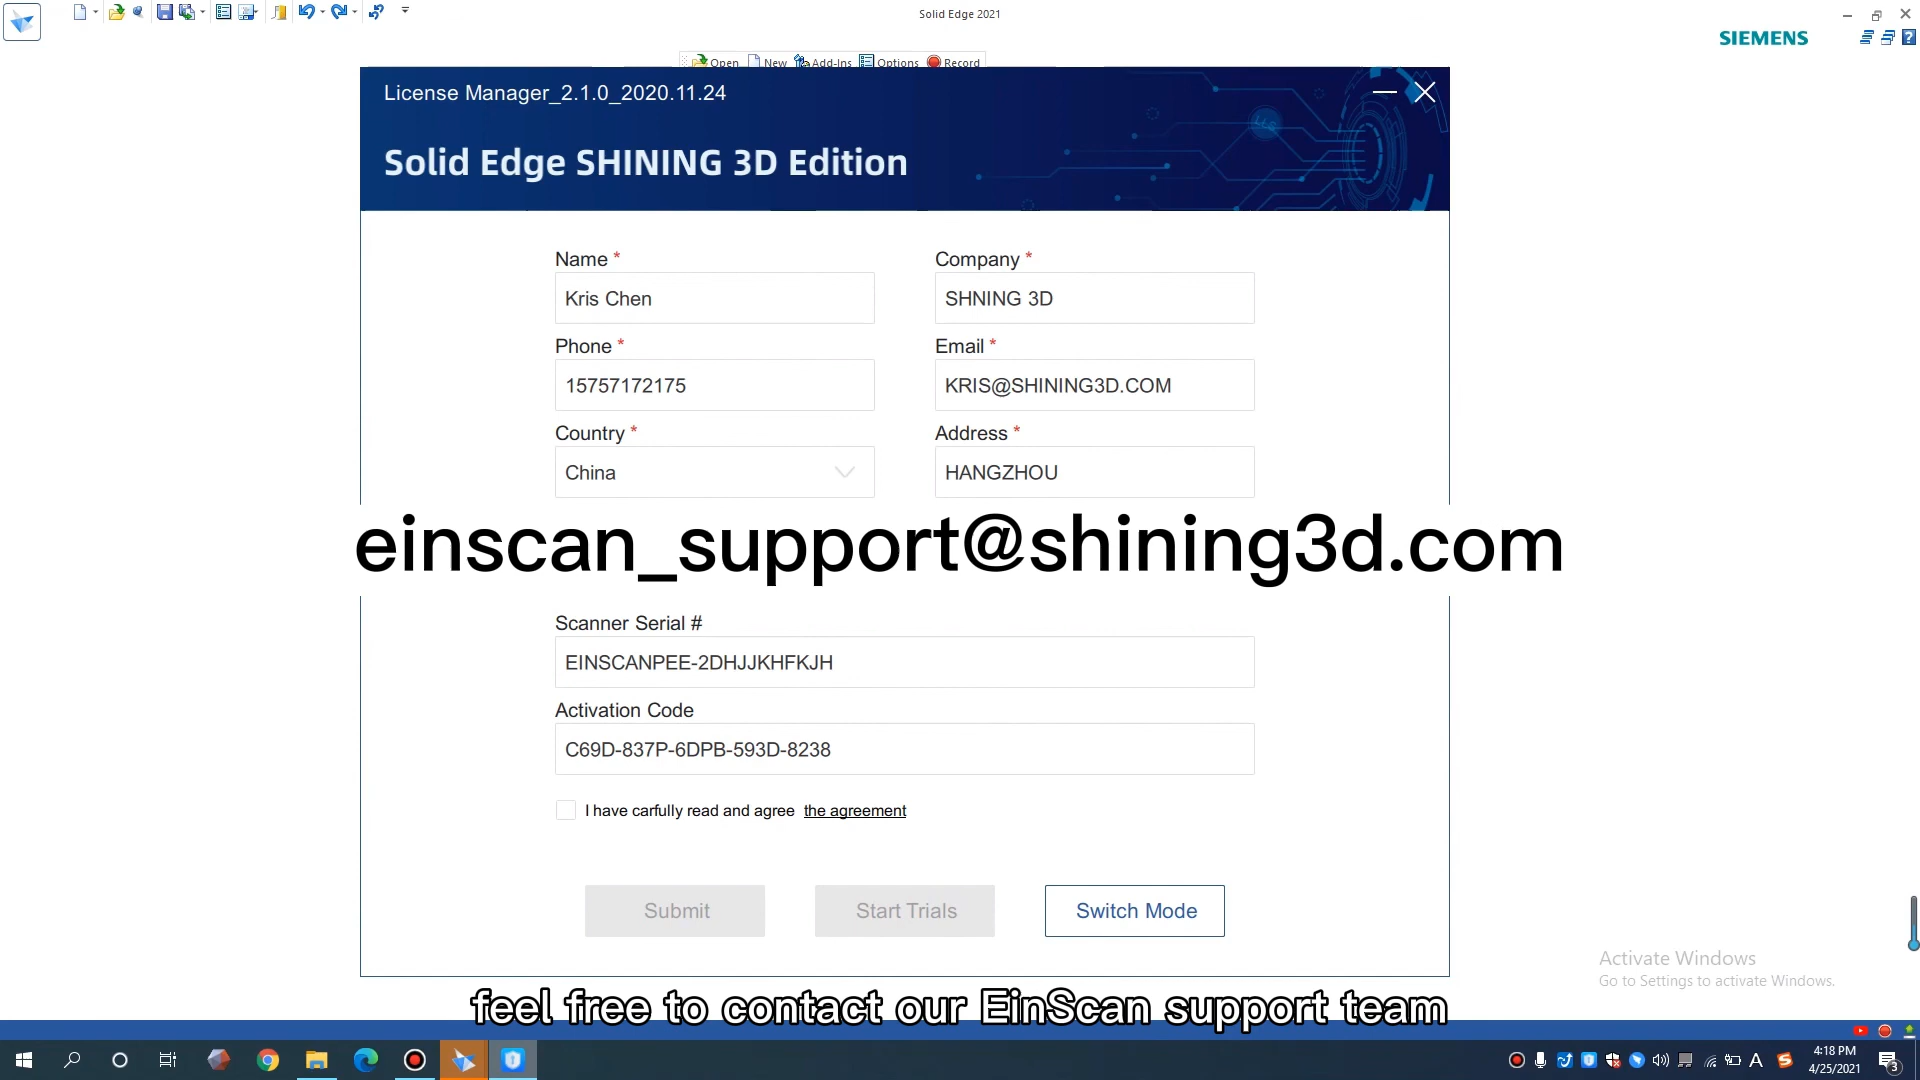 Solid Edge 2021
SIEMENS
Open New Add-Ins Options Record
License Manager_2.1.0_2020.11.24
Solid Edge SHINING 3D Edition
Name * Company *
Kris Chen SHNING 3D
Phone * Email *
15757172175 KRIS@SHINING3D.COM
Country * Address *
China HANGZHOU
einscan_support@shining3d.com
Scanner Serial #
EINSCANPEE-2DHJJKHFKJH
Activation Code
C69D-837P-6DPB-593D-8238
I have carfully read and agree the agreement
Submit Start Trials Switch Mode
Activate Windows
Go to Settings to activate Windows.
feel free to contact our EinScan support team
4:18 PM
4/25/2021
3